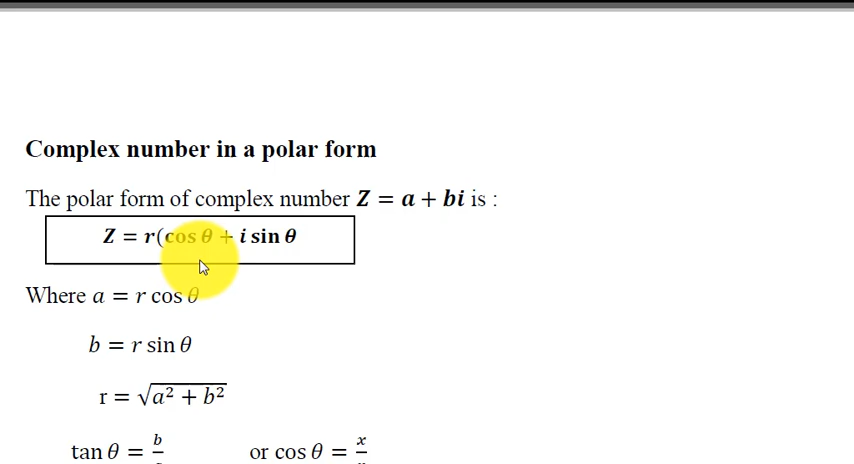 Complex number in a polar form
The polar form of complex number Z = a + bi is :
Z = r(cos θ + i sin θ
Where a = r cos θ
b = r sin θ
r = √a² + b²
tan θ = b/ or cos θ = x/